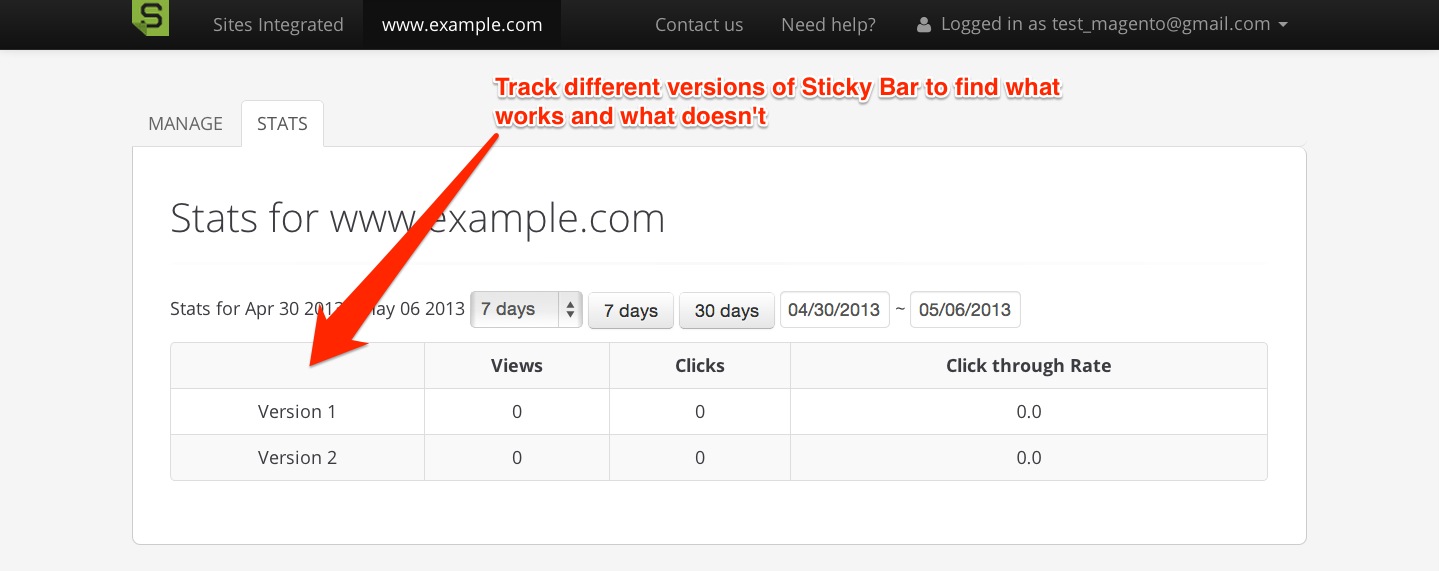 S
Sites Integrated www.example.com Contact us Need help? Logged in as test_magento@gmail.com
Track different versions of Sticky Bar to find what
works and what doesn't
MANAGE STATS
Stats for www.example.com
Stats for Apr 30 2013 May 06 2013 7 days 7 days 30 days 04/30/2013 ~ 05/06/2013
Views Clicks Click through Rate
Version 1 0 0 0.0
Version 2 0 0 0.0